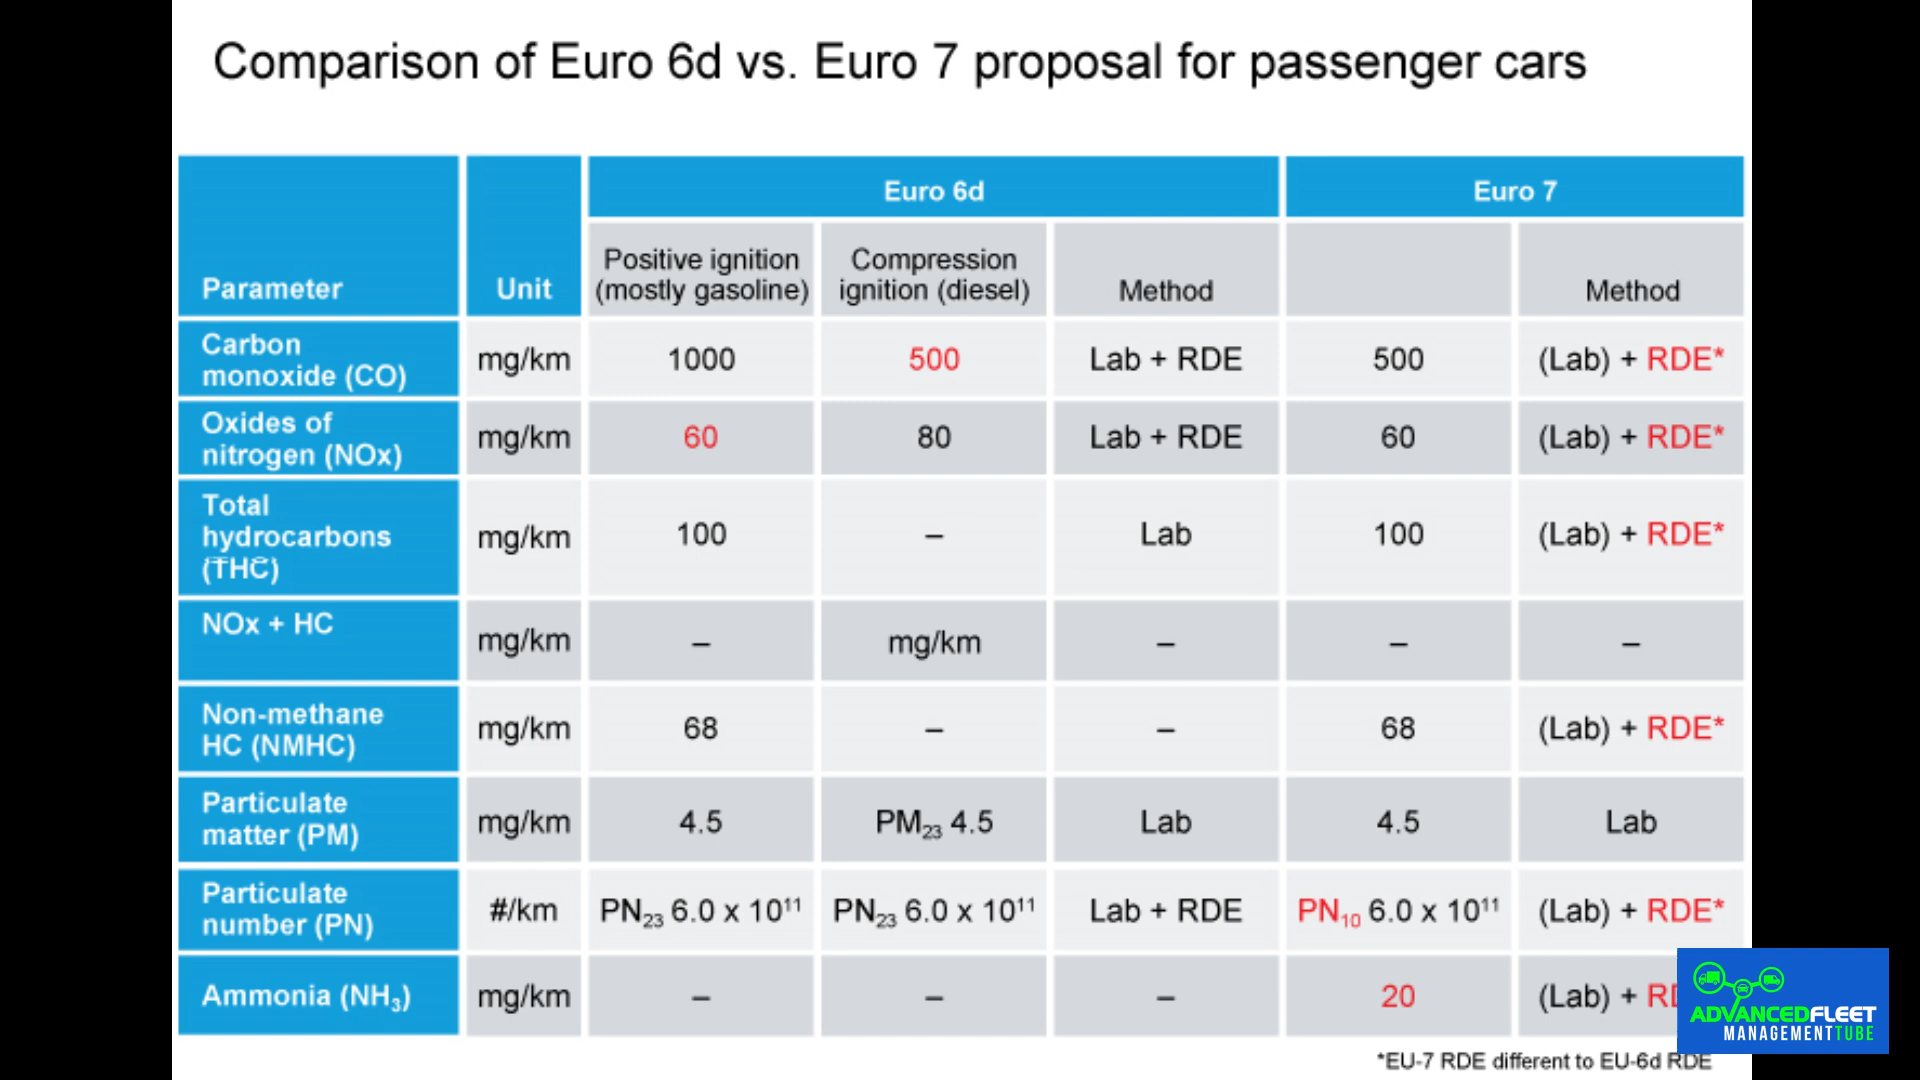 Comparison of Euro 6d vs. Euro 7 proposal for passenger cars
Parameter
Unit
Euro 6d
Euro 7
Positive ignition
(mostly gasoline)
Compression
ignition (diesel)
Method
Method
Carbon
monoxide (CO)
mg/km
1000
500
Lab + RDE
500
(Lab) + RDE*
Oxides of
nitrogen (NOx)
mg/km
60
80
Lab + RDE
60
(Lab) + RDE*
Total
hydrocarbons
(THC)
mg/km
100
–
Lab
100
(Lab) + RDE*
NOx + HC
mg/km
–
mg/km
–
–
–
Non-methane
HC (NMHC)
mg/km
68
–
–
68
(Lab) + RDE*
Particulate
matter (PM)
mg/km
4.5
PM₂₃ 4.5
Lab
4.5
Lab
Particulate
number (PN)
#/km
PN₂₃ 6.0 x 10¹¹
PN₂₃ 6.0 x 10¹¹
Lab + RDE
PN₁₀ 6.0 x 10¹¹
(Lab) + RDE*
Ammonia (NH₃)
mg/km
–
–
–
20
(Lab) +
ADVANCEDFLEET
MANAGEMENTTUBE
*EU-7 RDE different to EU-6d RDE